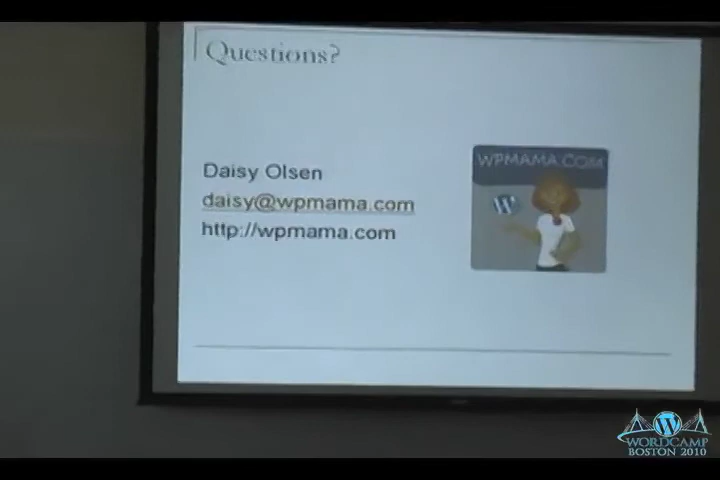 Questions?
Daisy Olsen
daisy@wpmama.com
http://wpmama.com
WPMAMA.COM
W
W
WORDCAMP
BOSTON 2010